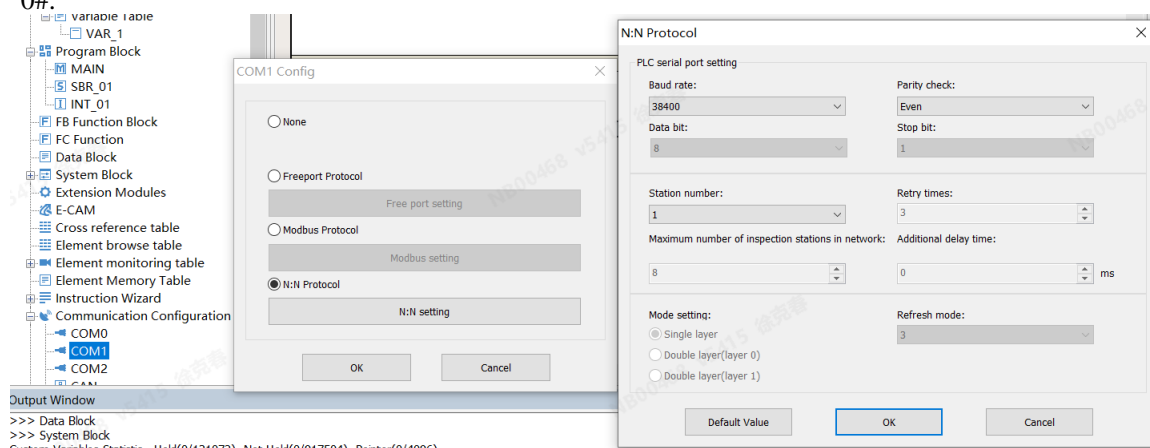 0#.
Variable Table
VAR_1
Program Block
MAIN
SBR_01
INT_01
FB Function Block
FC Function
Data Block
System Block
Extension Modules
E-CAM
Cross reference table
Element browse table
Element monitoring table
Element Memory Table
Instruction Wizard
Communication Configuration
COM0
COM1
COM2
CAN
Output Window
>>> Data Block
>>> System Block
COM1 Config
None
Freeport Protocol
Free port setting
Modbus Protocol
Modbus setting
N:N Protocol
N:N setting
OK Cancel
N:N Protocol
PLC serial port setting
Baud rate: Parity check:
38400 Even
Data bit: Stop bit:
8 1
Station number: Retry times:
1 3
Maximum number of inspection stations in network: Additional delay time:
8 0 ms
Mode setting: Refresh mode:
Single layer 3
Double layer(layer 0)
Double layer(layer 1)
Default Value OK Cancel